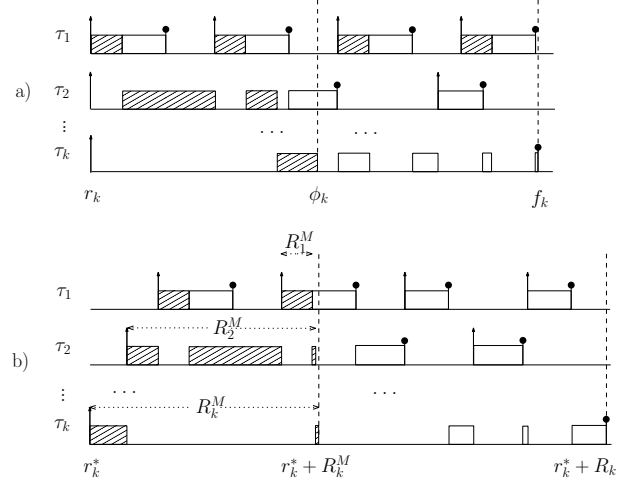 τ₁
a) τ₂
⋮ · · · · · ·
τₖ
rₖ ϕₖ fₖ
R₁ᴹ
τ₁
R₂ᴹ
b) τ₂
⋮ · · · · · ·
Rₖᴹ
τₖ
rₖ* rₖ* + Rₖᴹ rₖ* + Rₖ